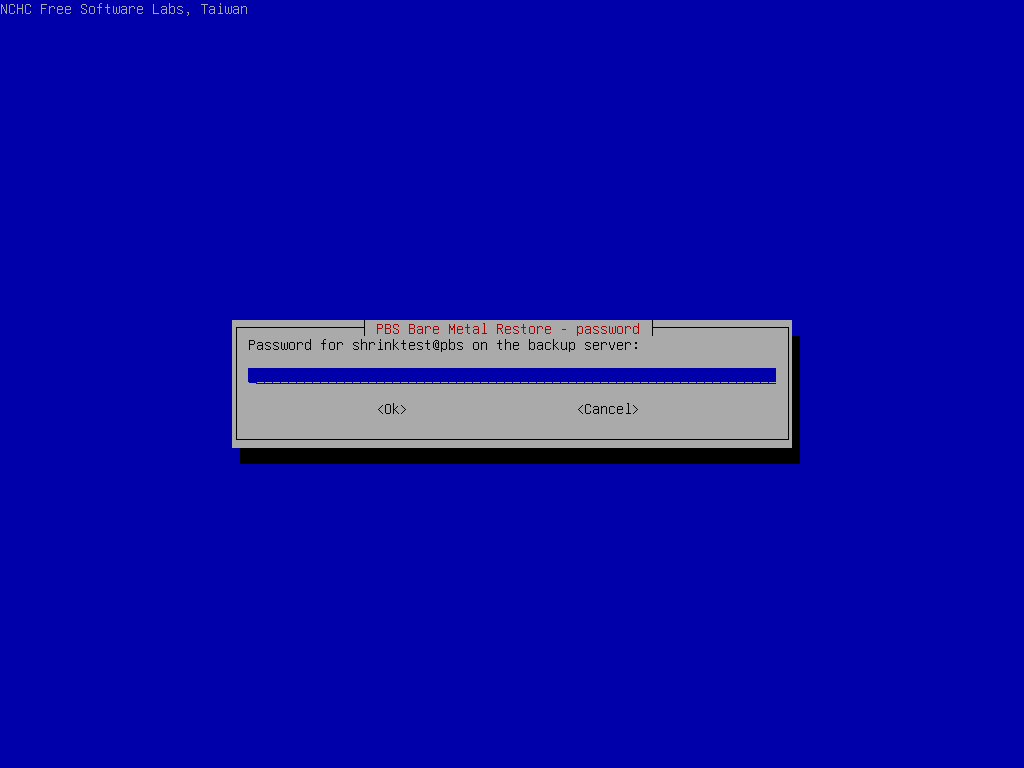 NCHC Free Software Labs, Taiwan
PBS Bare Metal Restore - password
Password for shrinktest@pbs on the backup server:
<Ok> <Cancel>